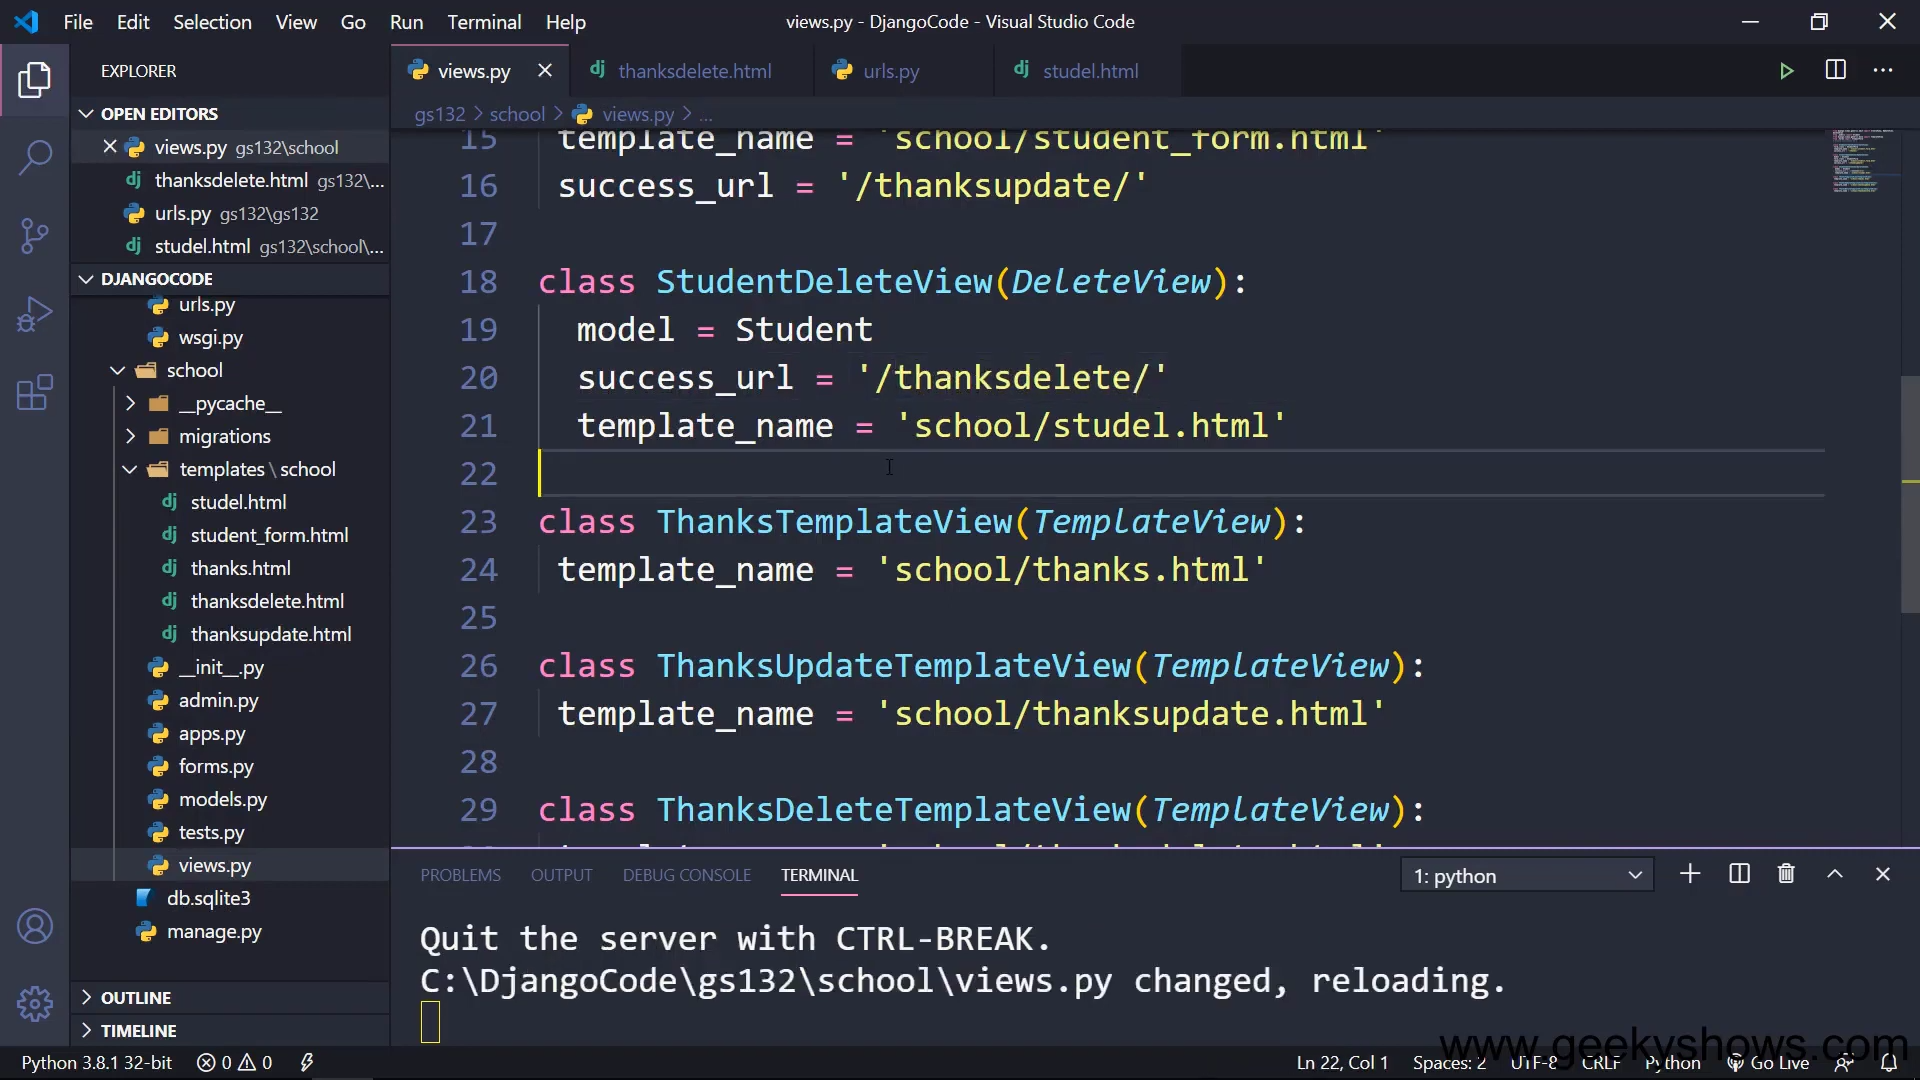 File Edit Selection View Go Run Terminal Help
views.py - DjangoCode - Visual Studio Code
EXPLORER
OPEN EDITORS
views.py gs132\school
thanksdelete.html gs132\...
urls.py gs132\gs132
studel.html gs132\school\...
DJANGOCODE
urls.py
wsgi.py
school
__pycache__
migrations
templates \ school
studel.html
student_form.html
thanks.html
thanksdelete.html
thanksupdate.html
__init__.py
admin.py
apps.py
forms.py
models.py
tests.py
views.py
db.sqlite3
manage.py
OUTLINE
TIMELINE
views.py thanksdelete.html urls.py studel.html
gs132 > school > views.py > ...
15 template_name = 'school/student_form.html'
16 success_url = '/thanksupdate/'
17
18 class StudentDeleteView(DeleteView):
19 model = Student
20 success_url = '/thanksdelete/'
21 template_name = 'school/studel.html'
22
23 class ThanksTemplateView(TemplateView):
24 template_name = 'school/thanks.html'
25
26 class ThanksUpdateTemplateView(TemplateView):
27 template_name = 'school/thanksupdate.html'
28
29 class ThanksDeleteTemplateView(TemplateView):
PROBLEMS OUTPUT DEBUG CONSOLE TERMINAL 1: python
Quit the server with CTRL-BREAK.
C:\DjangoCode\gs132\school\views.py changed, reloading.
www.geekyshows.com
Python 3.8.1 32-bit 0 0 Ln 22, Col 1 Spaces: 2 UTF-8 CRLF Python Go Live